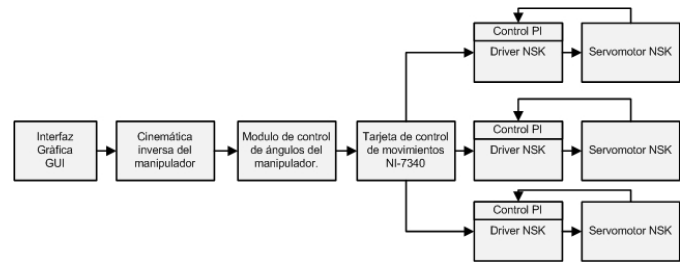 Control PI
Driver NSK
Servomotor NSK
Interfaz
Gráfica
GUI
Cinemática
inversa del
manipulador
Modulo de control
de ángulos del
manipulador.
Tarjeta de control
de movimientos
NI-7340
Control PI
Driver NSK
Servomotor NSK
Control PI
Driver NSK
Servomotor NSK